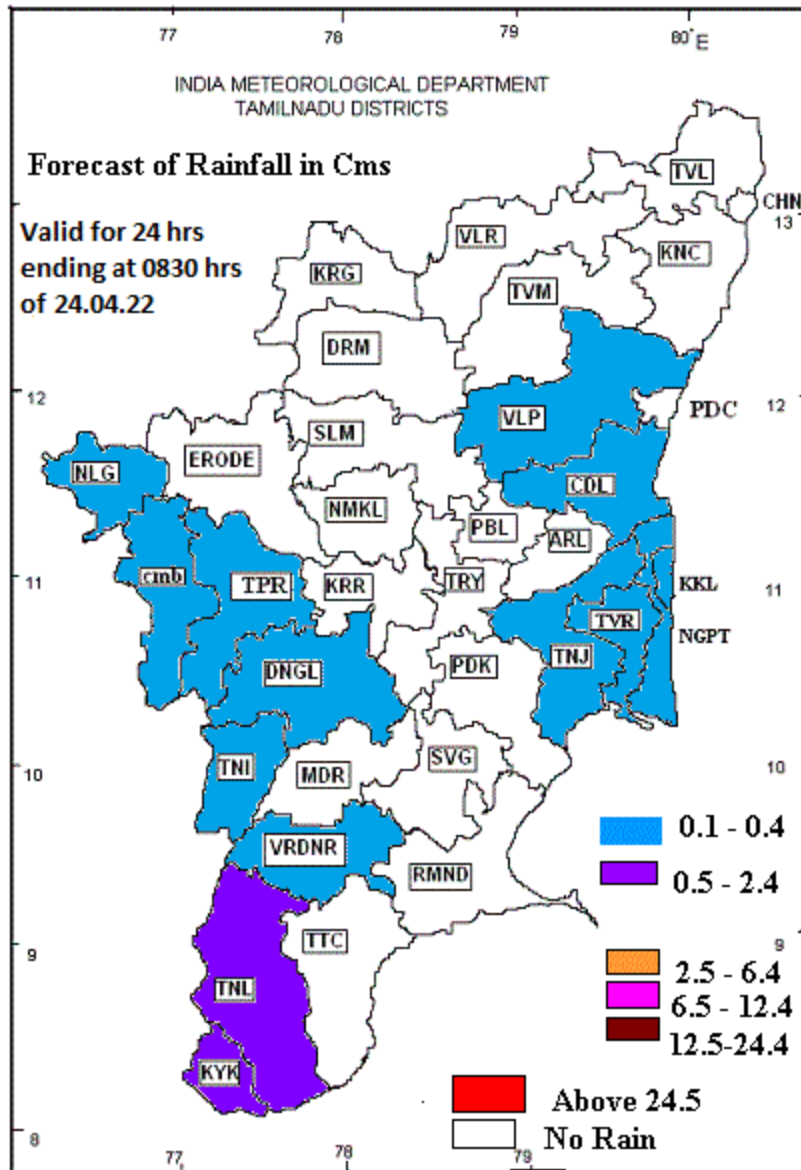 77 78 79 80°E
INDIA METEOROLOGICAL DEPARTMENT
TAMILNADU DISTRICTS
Forecast of Rainfall in Cms
TVL
CHN
13
Valid for 24 hrs
ending at 0830 hrs
of 24.04.22
VLR
KNC
KRG
TVM
DRM
12
12
PDC
VLP
SLM
ERODE
NLG
CDL
NMKL
PBL
ARL
11
cmb
TPR
KRR
TRY
KKL
11
TVR
NGPT
DNGL
PDK
TNJ
10
TNI
MDR
SVG
10
VRDNR
RMND
0.1 - 0.4
0.5 - 2.4
9
TTC
9
TNL
2.5 - 6.4
6.5 - 12.4
12.5-24.4
KYK
Above 24.5
No Rain
8
77 78 79